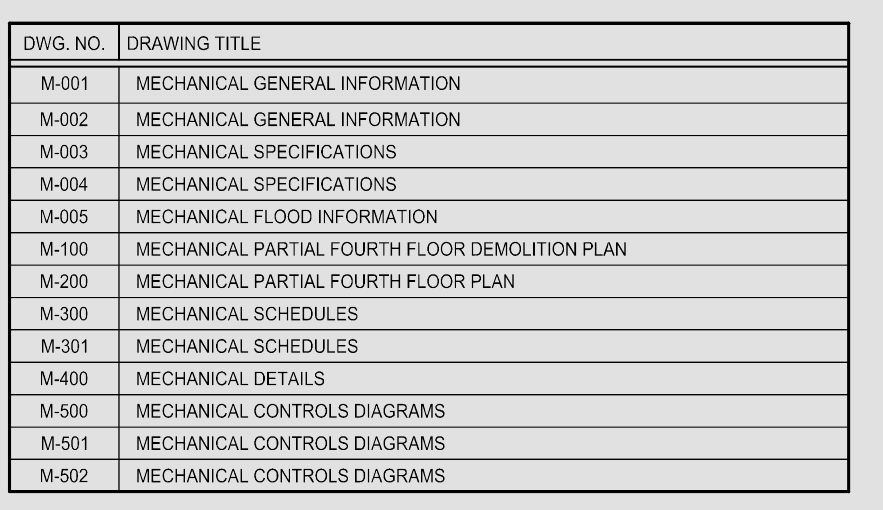 DWG. NO. DRAWING TITLE
M-001 MECHANICAL GENERAL INFORMATION
M-002 MECHANICAL GENERAL INFORMATION
M-003 MECHANICAL SPECIFICATIONS
M-004 MECHANICAL SPECIFICATIONS
M-005 MECHANICAL FLOOD INFORMATION
M-100 MECHANICAL PARTIAL FOURTH FLOOR DEMOLITION PLAN
M-200 MECHANICAL PARTIAL FOURTH FLOOR PLAN
M-300 MECHANICAL SCHEDULES
M-301 MECHANICAL SCHEDULES
M-400 MECHANICAL DETAILS
M-500 MECHANICAL CONTROLS DIAGRAMS
M-501 MECHANICAL CONTROLS DIAGRAMS
M-502 MECHANICAL CONTROLS DIAGRAMS